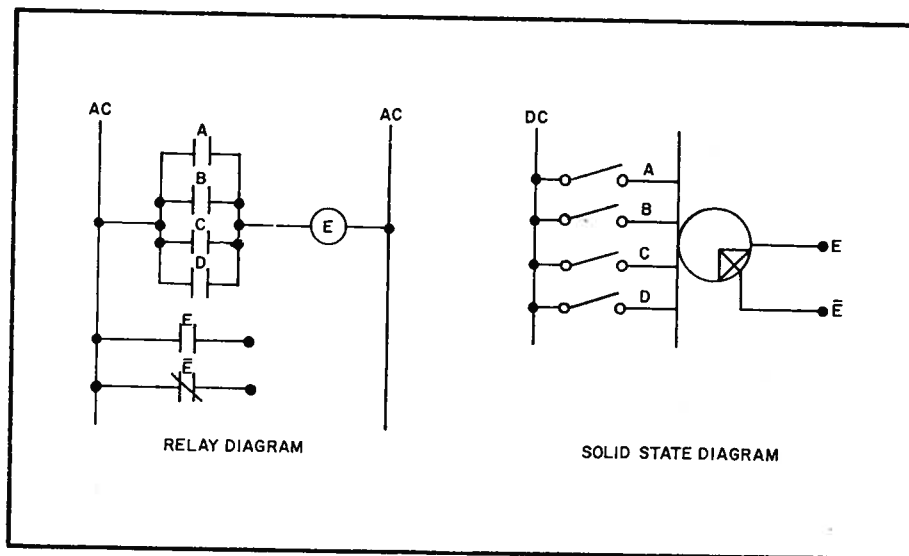 AC
AC
A
B
C
E
D
E
Ē
RELAY DIAGRAM
DC
A
B
C
D
E
Ē
SOLID STATE DIAGRAM